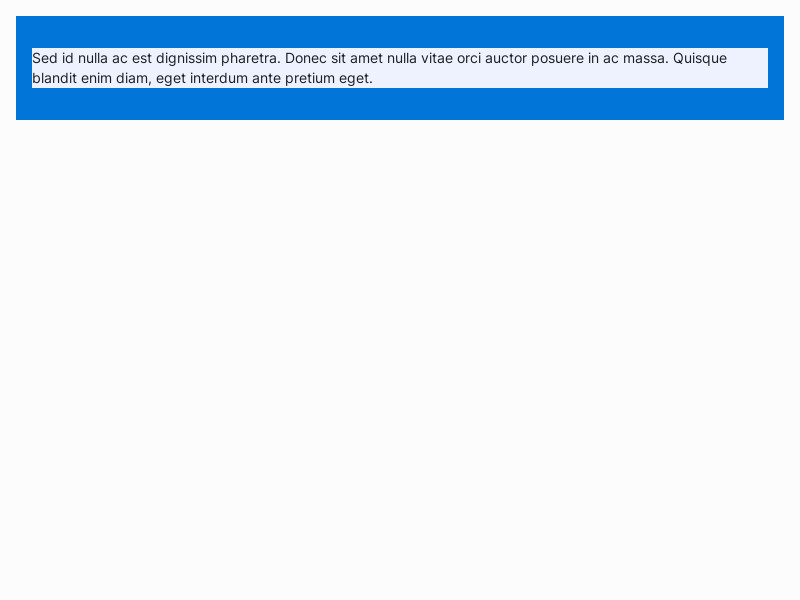 Sed id nulla ac est dignissim pharetra. Donec sit amet nulla vitae orci auctor posuere in ac massa. Quisque
blandit enim diam, eget interdum ante pretium eget.